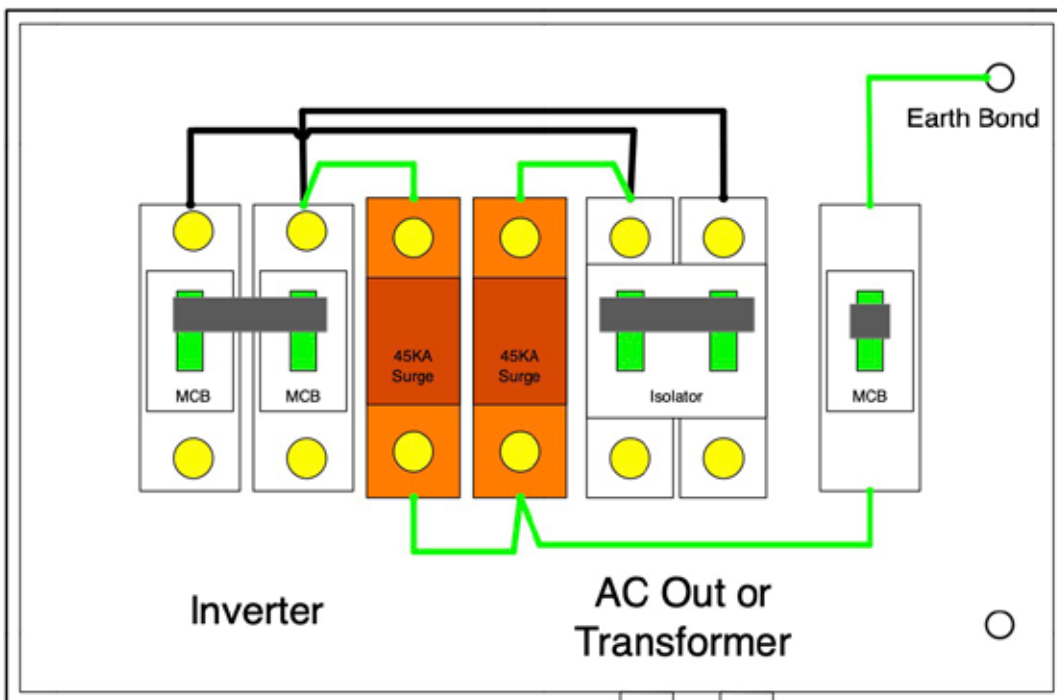 Earth Bond
45KA
Surge
45KA
Surge
MCB
MCB
Isolator
MCB
Inverter
AC Out or
Transformer